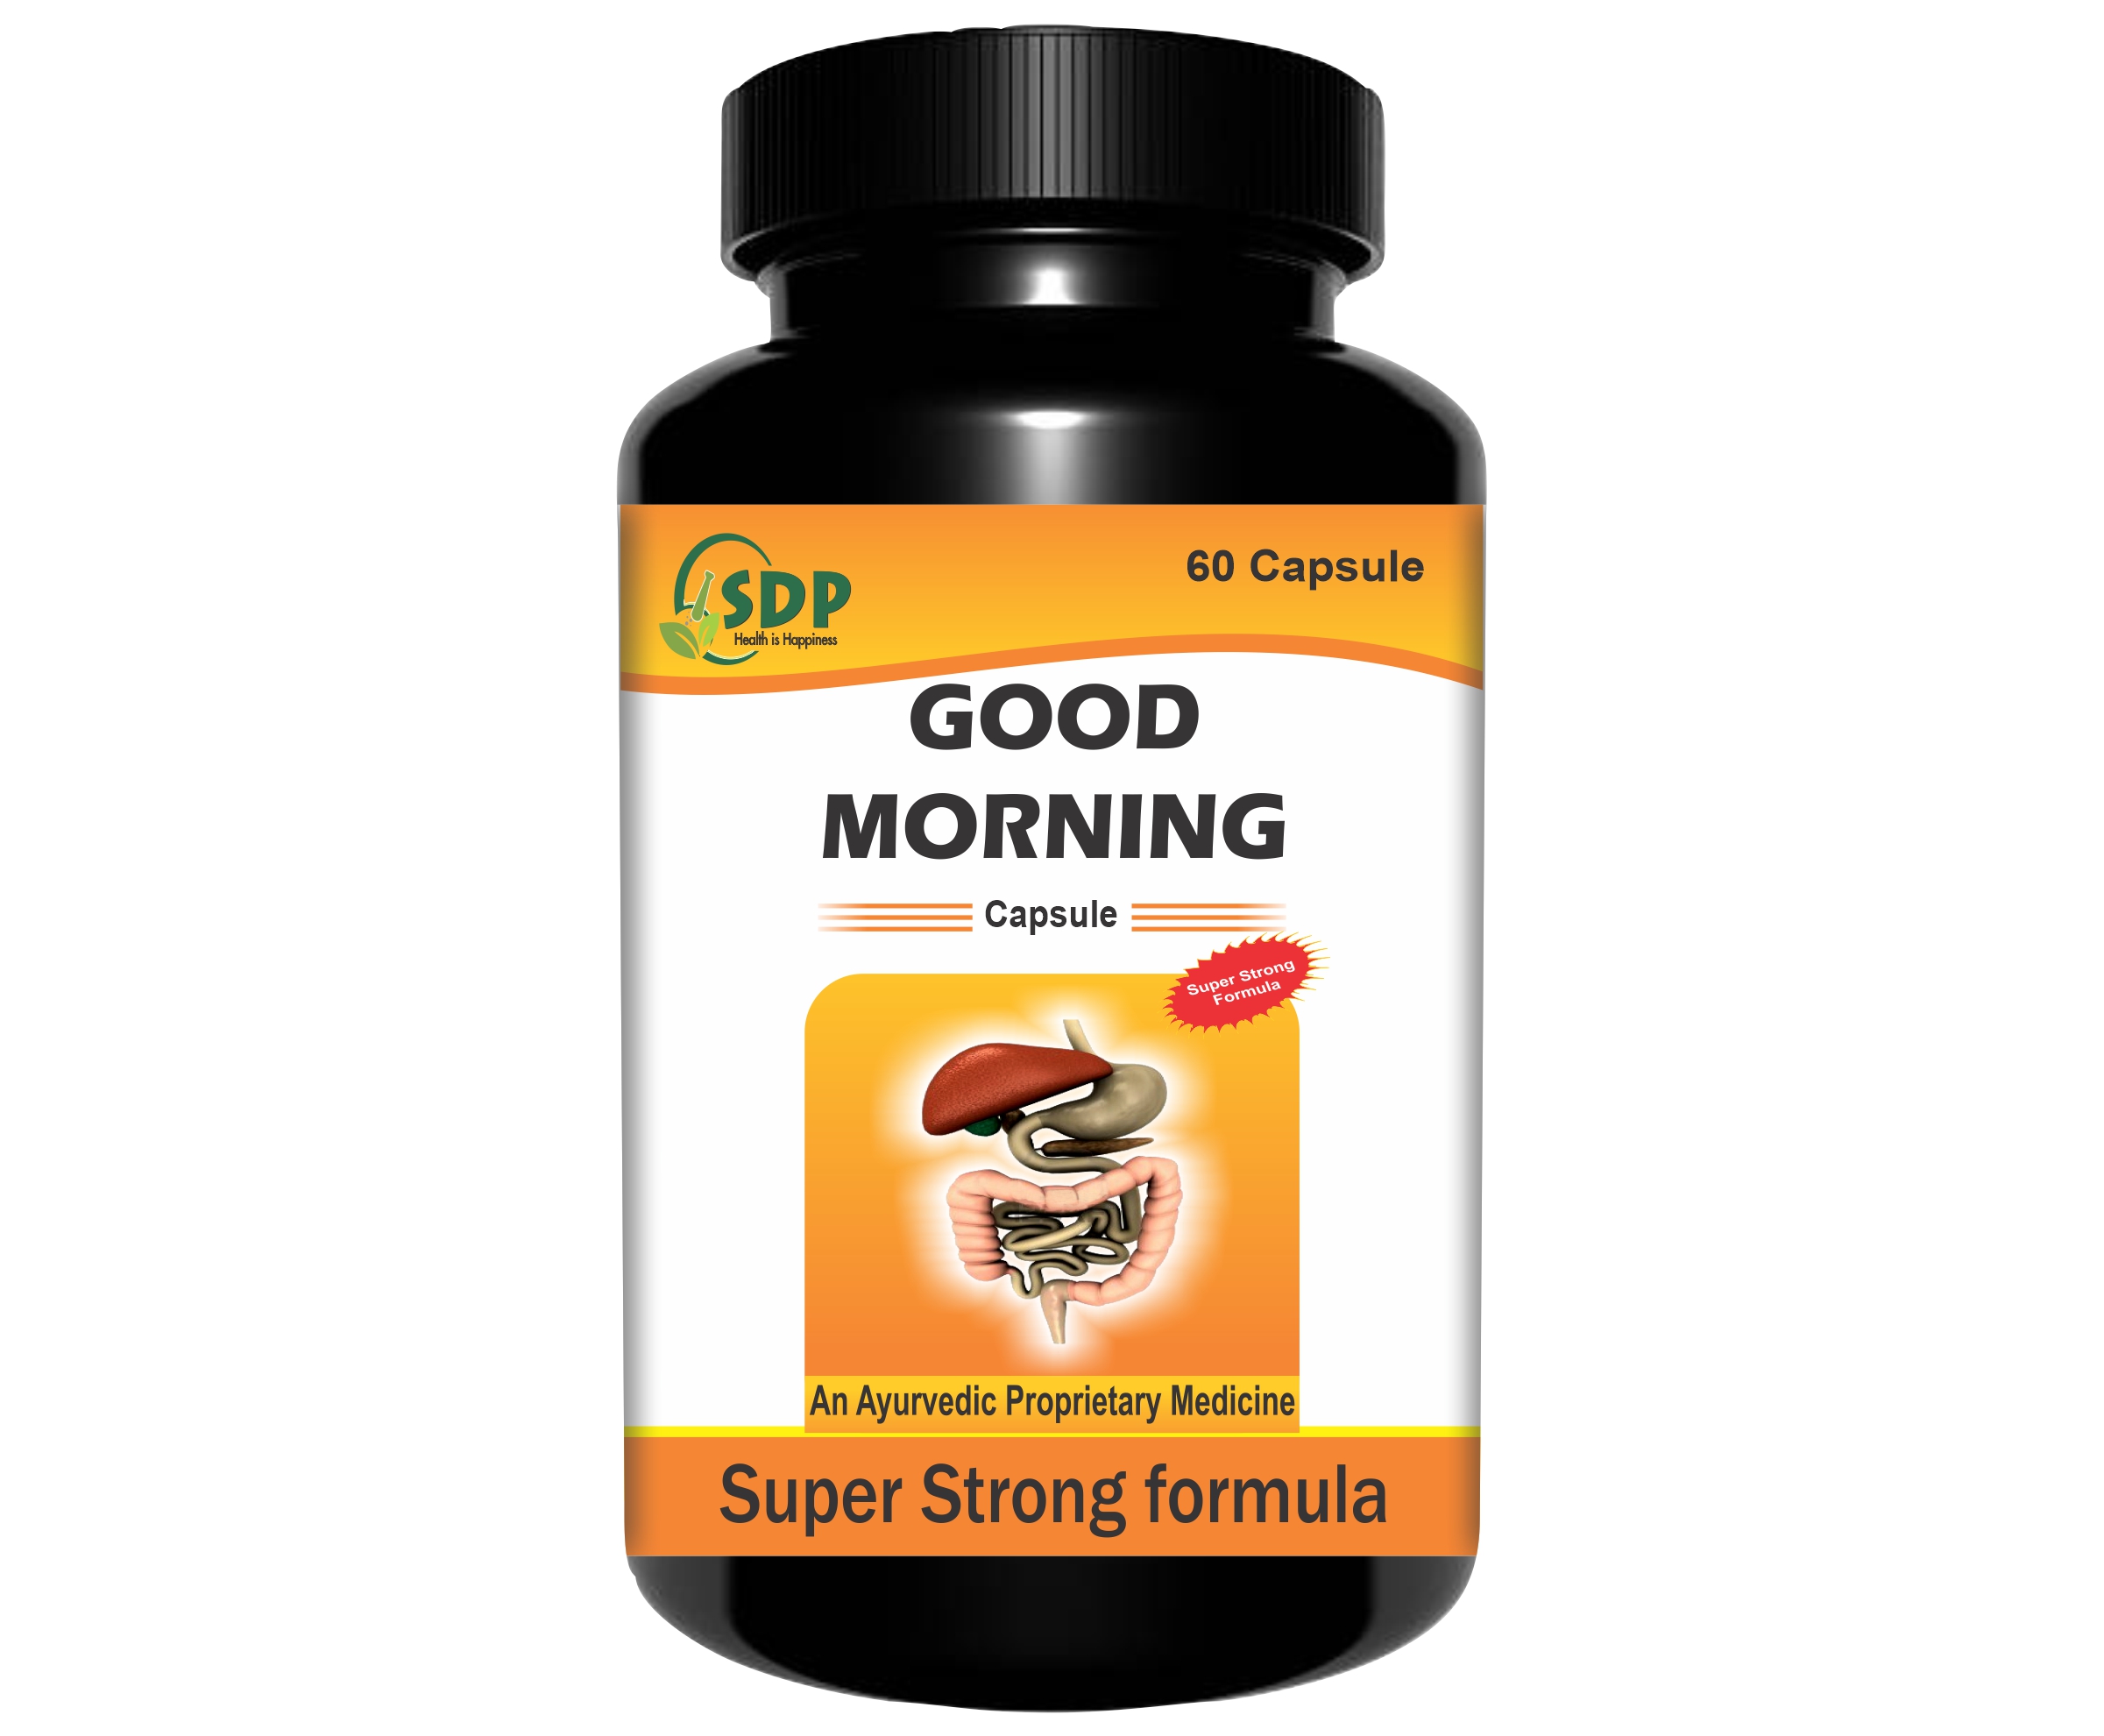 SDP
Health is Happiness
60 Capsule
GOOD
MORNING
Capsule
Super Strong
Formula
An Ayurvedic Proprietary Medicine
Super Strong formula